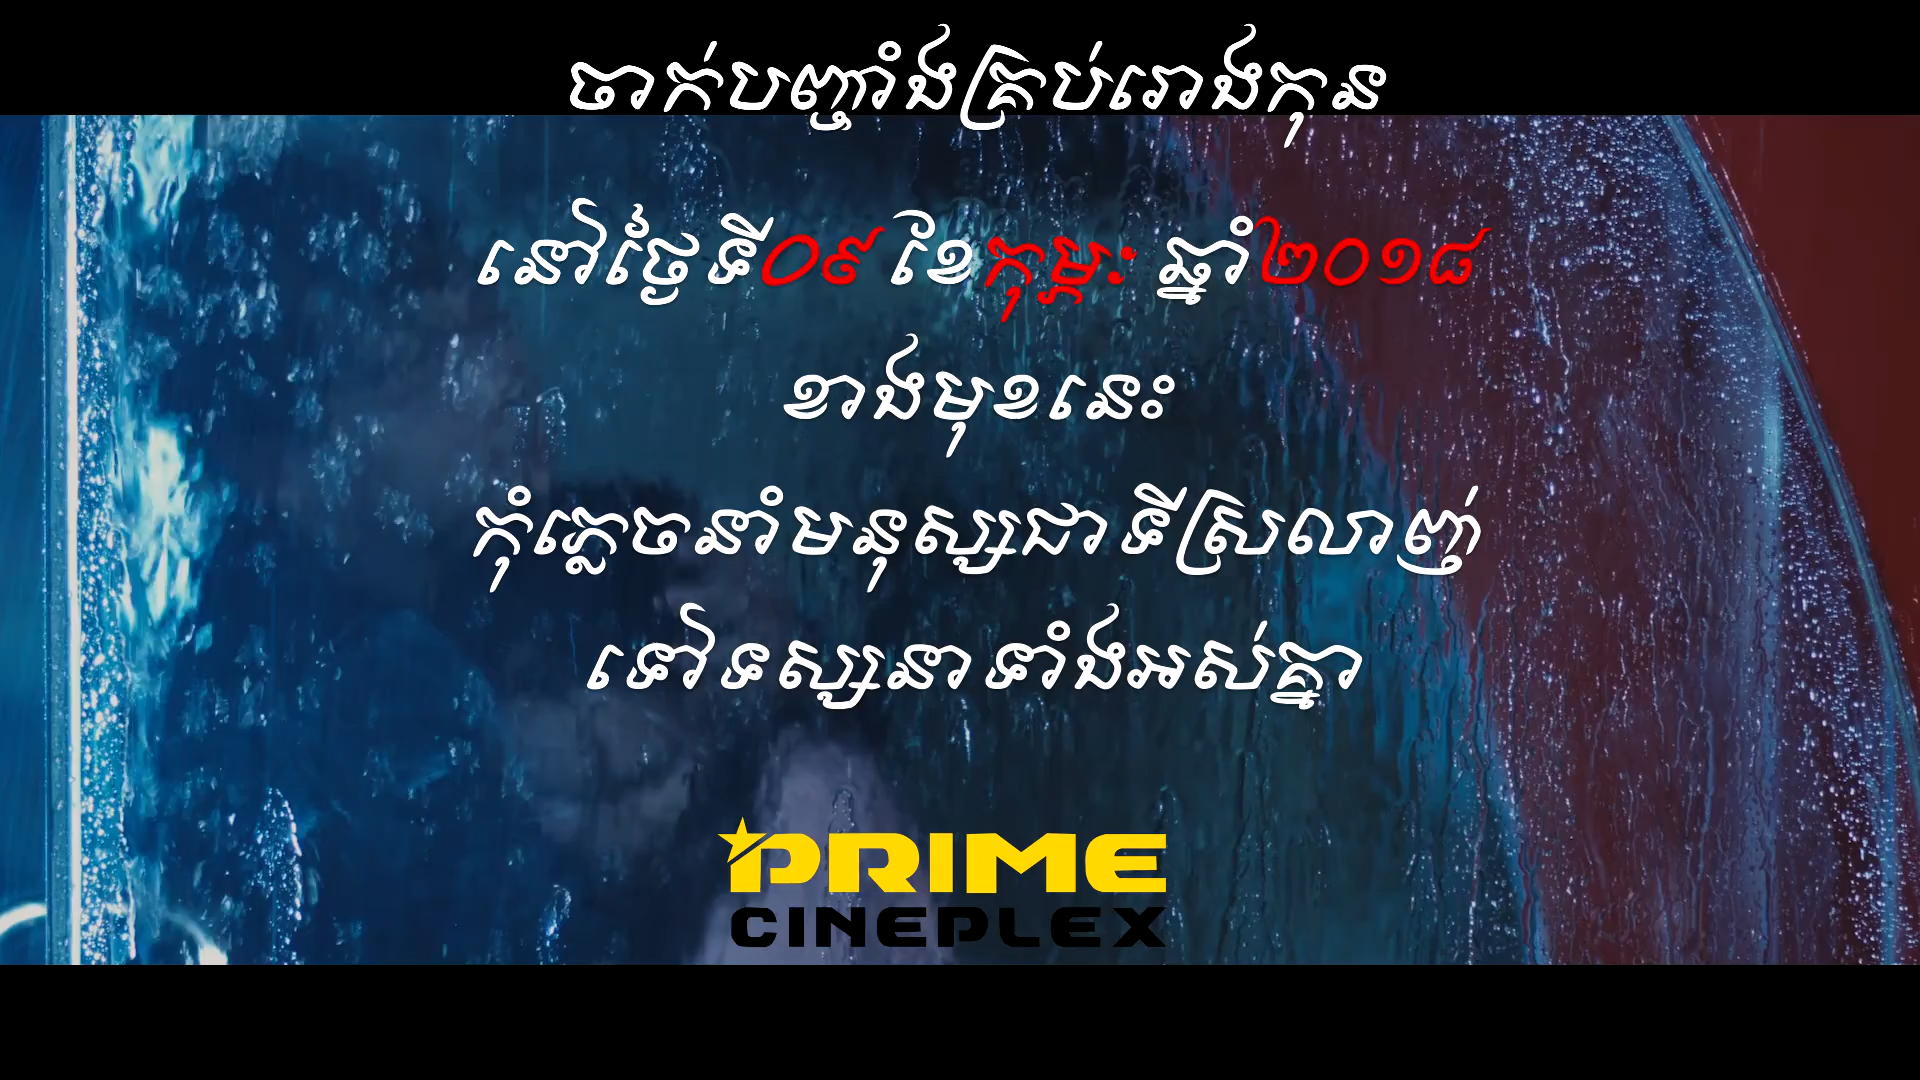 ចាក់បញ្ចាំងគ្រប់រោងកុន
នៅថ្ងៃទី០៩ ខែកុម្ភៈ ឆ្នាំ២០១៨
ខាងមុខនេះ
កុំភ្លេចនាំមនុស្សជាទីស្រលាញ់
ទៅទស្សនាទាំងអស់គ្នា
PRIME
CINEPLEX